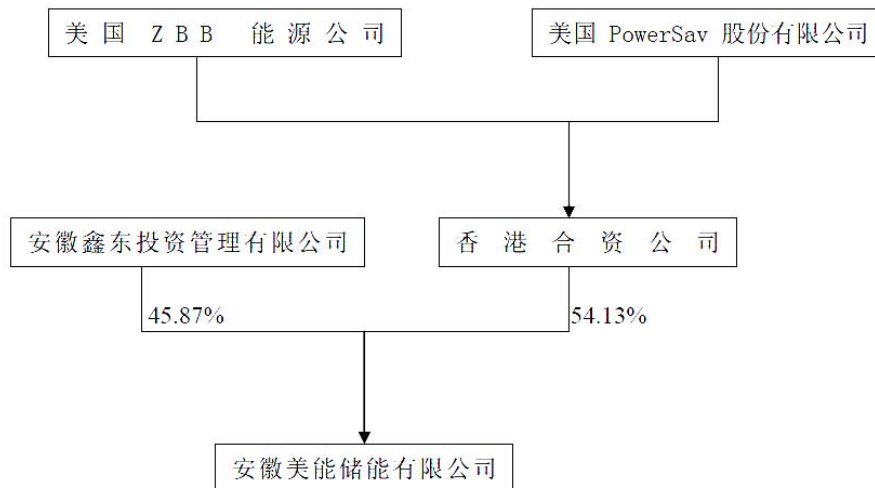 美国 ZBB 能源公司
美国 PowerSav 股份有限公司
安徽鑫东投资管理有限公司
香港合资公司
45.87%
54.13%
安徽美能储能有限公司